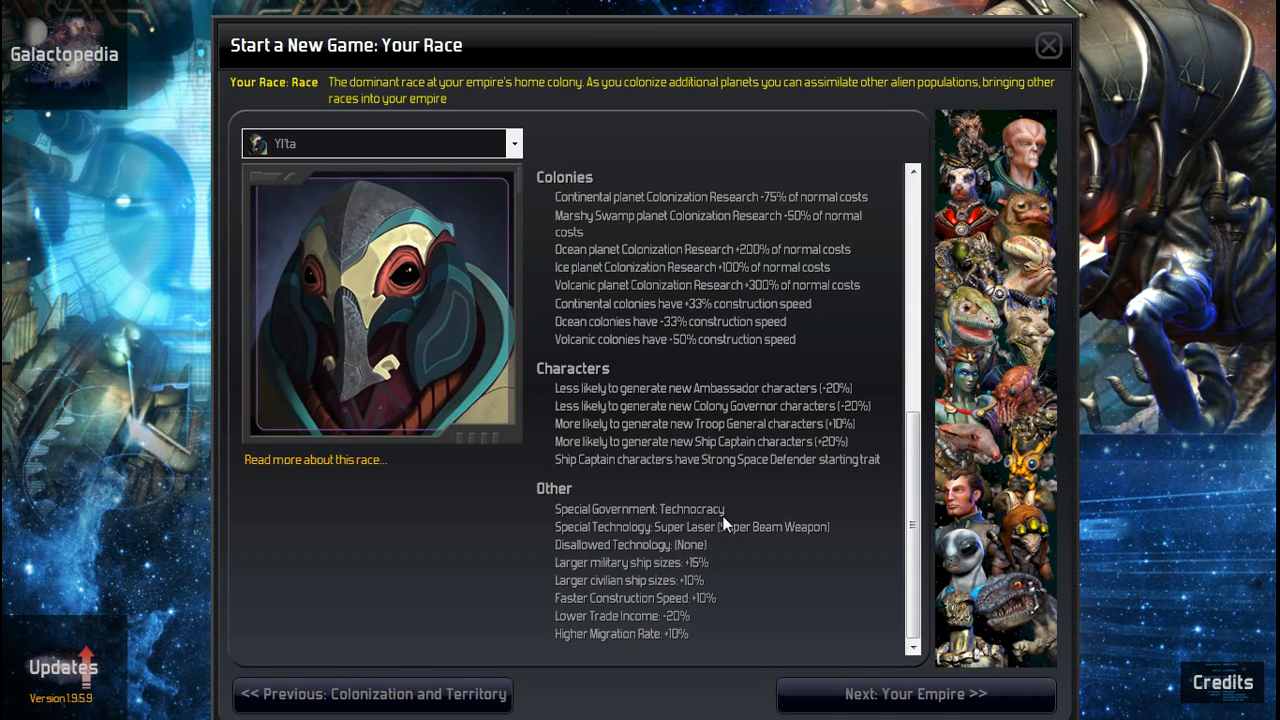 Galactopedia
Start a New Game: Your Race
Your Race: Race The dominant race at your empire's home colony. As you colonize additional planets you can assimilate other alien populations, bringing other
races into your empire
Yl'ta
Read more about this race...
Colonies
Continental planet Colonization Research -75% of normal costs
Marshy Swamp planet Colonization Research -50% of normal
costs
Ocean planet Colonization Research +200% of normal costs
Ice planet Colonization Research +100% of normal costs
Volcanic planet Colonization Research +300% of normal costs
Continental colonies have +33% construction speed
Ocean colonies have -33% construction speed
Volcanic colonies have -50% construction speed
Characters
Less likely to generate new Ambassador characters (-20%)
Less likely to generate new Colony Governor characters (-20%)
More likely to generate new Troop General characters (+10%)
More likely to generate new Ship Captain characters (+20%)
Ship Captain characters have Strong Space Defender starting trait
Other
Special Government: Technocracy
Special Technology: Super Laser (Super Beam Weapon)
Disallowed Technology: (None)
Larger military ship sizes: +15%
Larger civilian ship sizes: +10%
Faster Construction Speed: +10%
Lower Trade Income: -20%
Higher Migration Rate: +10%
Updates
Version 1.9.5.9
<< Previous: Colonization and Territory
Next: Your Empire >>
Credits